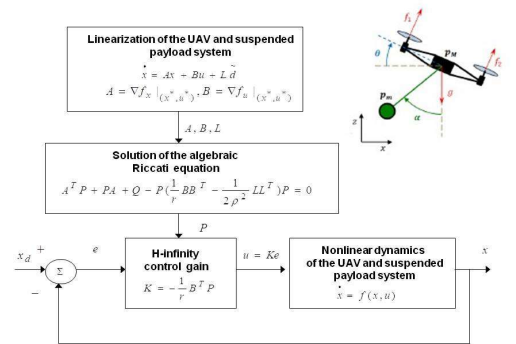 Linearization of the UAV and suspended
payload system
ẋ = Ax + Bu + L d̃
A = ∇f_x |_(x*,u*), B = ∇f_u |_(x*,u*)
A, B, L
Solution of the algebraic
Riccati equation
A^T P + PA + Q − P(1/r BB^T − 1/2ρ^2 LL^T)P = 0
P
x_d
+
−
Σ
e
H-infinity
control gain
K = −1/r B^T P
u = Ke
Nonlinear dynamics
of the UAV and suspended
payload system
ẋ = f(x,u)
x
f_1
θ
p_M
f_2
p_m
g
α
z
x